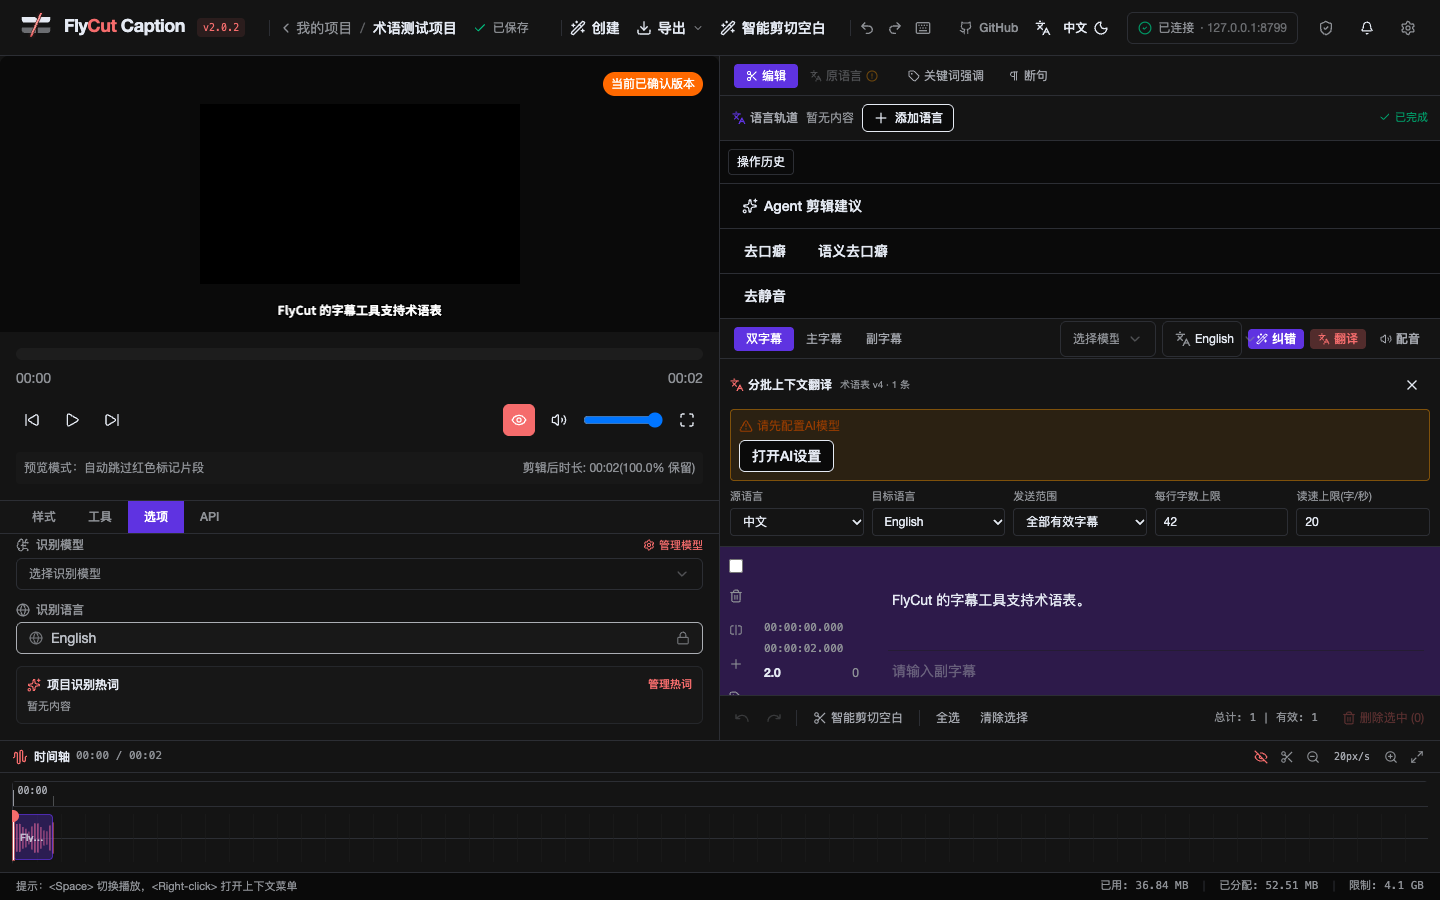 FlyCut Caption v2.0.2 我的项目 / 术语测试项目 已保存 创建 导出 智能剪切空白 GitHub 中文 已连接 · 127.0.0.1:8799
当前已确认版本
FlyCut 的字幕工具支持术语表
00:00 00:02
预览模式：自动跳过红色标记片段 剪辑后时长: 00:02(100.0% 保留)
样式 工具 选项 API
识别模型 管理模型
选择识别模型
识别语言
English
项目识别热词 管理热词
暂无内容
编辑 原语言 关键词强调 断句
语言轨道 暂无内容 添加语言 已完成
操作历史
Agent 剪辑建议
去口癖 语义去口癖
去静音
双字幕 主字幕 副字幕 选择模型 English 纠错 翻译 配音
分批上下文翻译 术语表 v4 · 1 条
请先配置AI模型
打开AI设置
源语言 目标语言 发送范围 每行字数上限 读速上限(字/秒)
中文 English 全部有效字幕 42 20
FlyCut 的字幕工具支持术语表。
00:00:00.000
00:00:02.000
2.0 0 请输入副字幕
智能剪切空白 全选 清除选择 总计: 1 | 有效: 1 删除选中 (0)
时间轴 00:00 / 00:02 20px/s
00:00
Fly...
提示：<Space> 切换播放，<Right-click> 打开上下文菜单 已用: 36.84 MB 已分配: 52.51 MB 限制: 4.1 GB